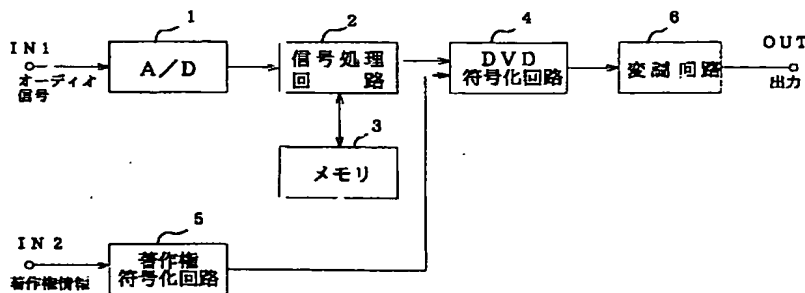 1
2
4
6
IN1
オーディオ
信号
A/D
信号処理
回路
DVD
符号化回路
変調回路
OUT
出力
3
メモリ
5
IN2
著作権情報
著作権
符号化回路